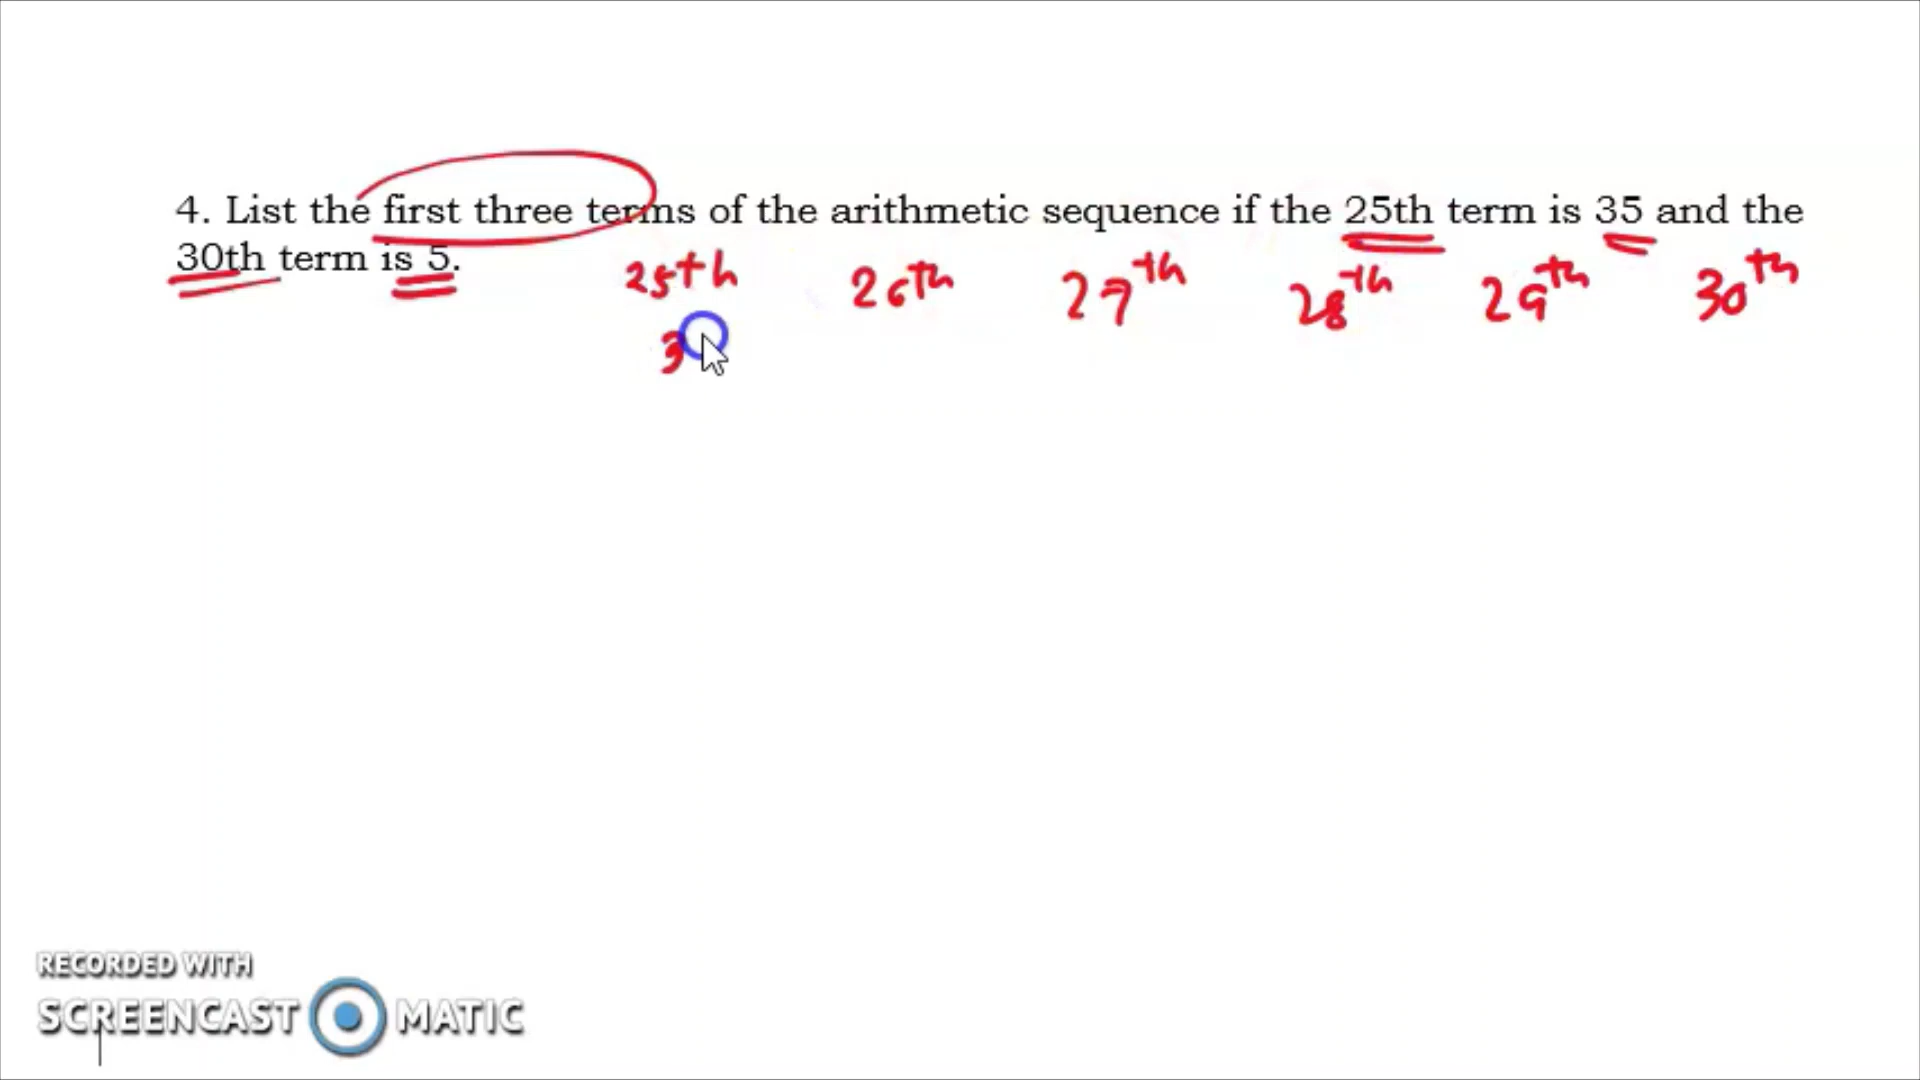 4. List the first three terms of the arithmetic sequence if the 25th term is 35 and the
30th term is 5.
25th 26th 27th 28th 29th 30th
3
RECORDED WITH
SCREENCAST MATIC